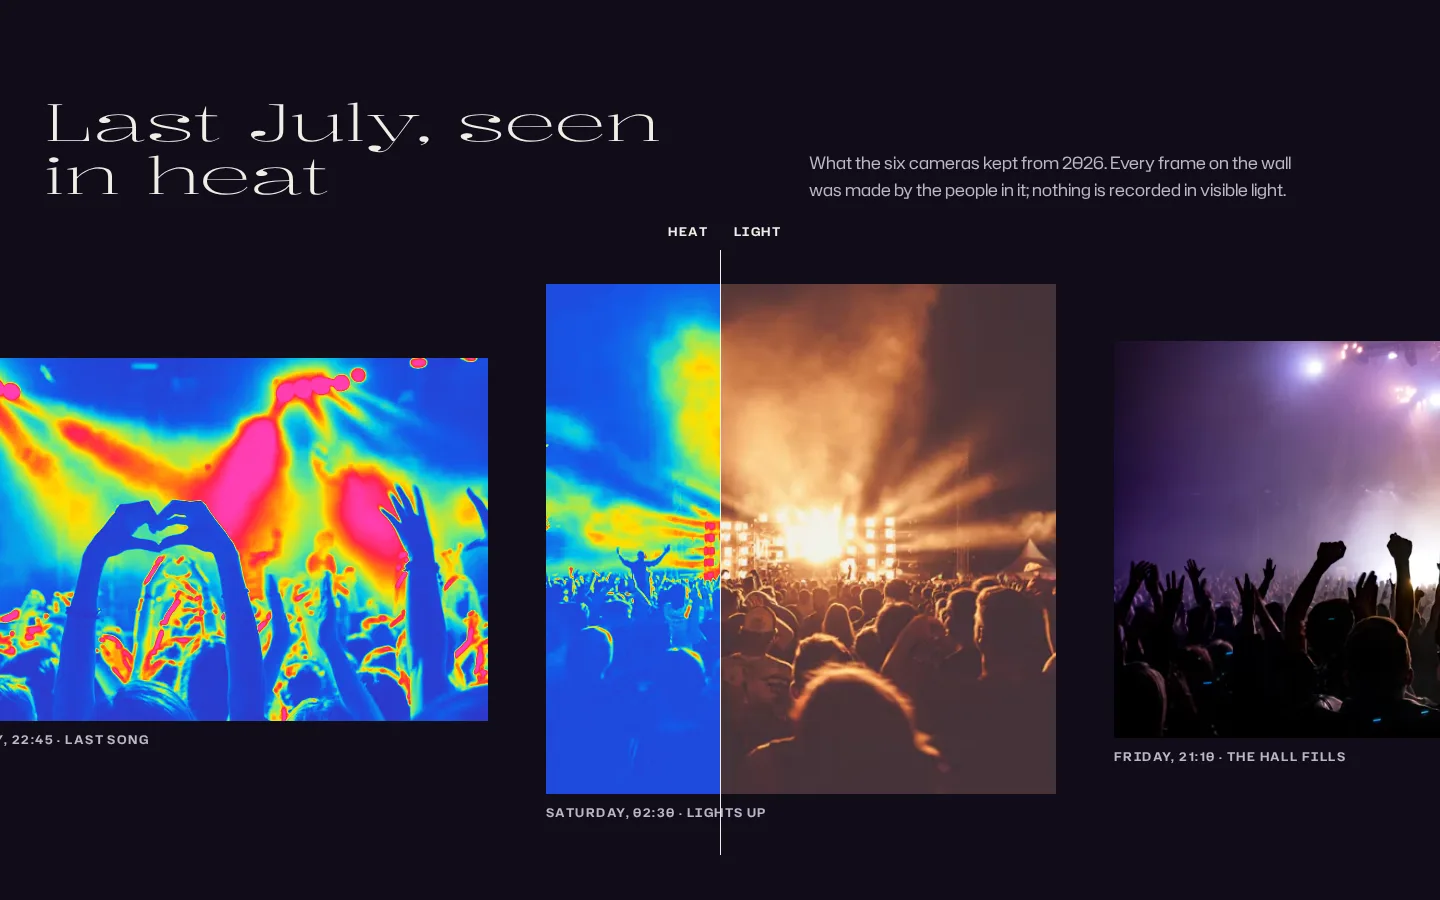 Last July, seen
in heat
What the six cameras kept from 2026. Every frame on the wall
was made by the people in it; nothing is recorded in visible light.
HEAT LIGHT
22:45 · LAST SONG
SATURDAY, 02:30 · LIGHTS UP
FRIDAY, 21:10 · THE HALL FILLS